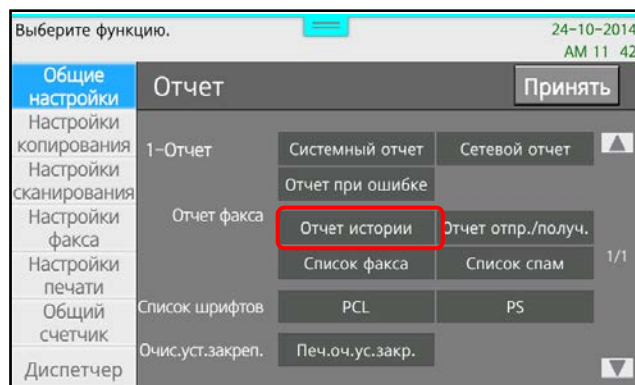 Выберите функцию.
24-10-2014
AM 11 42
Общие
настройки
Отчет
Принять
Настройки
копирования
Настройки
сканирования
Настройки
факса
Настройки
печати
Общий
счетчик
Диспетчер
1-Отчет
Системный отчет
Сетевой отчет
Отчет при ошибке
Отчет факса
Отчет истории
Отчет отпр./получ.
Список факса
Список спам
1/1
Список шрифтов
PCL
PS
Очис.уст.закреп.
Печ.оч.ус.закр.